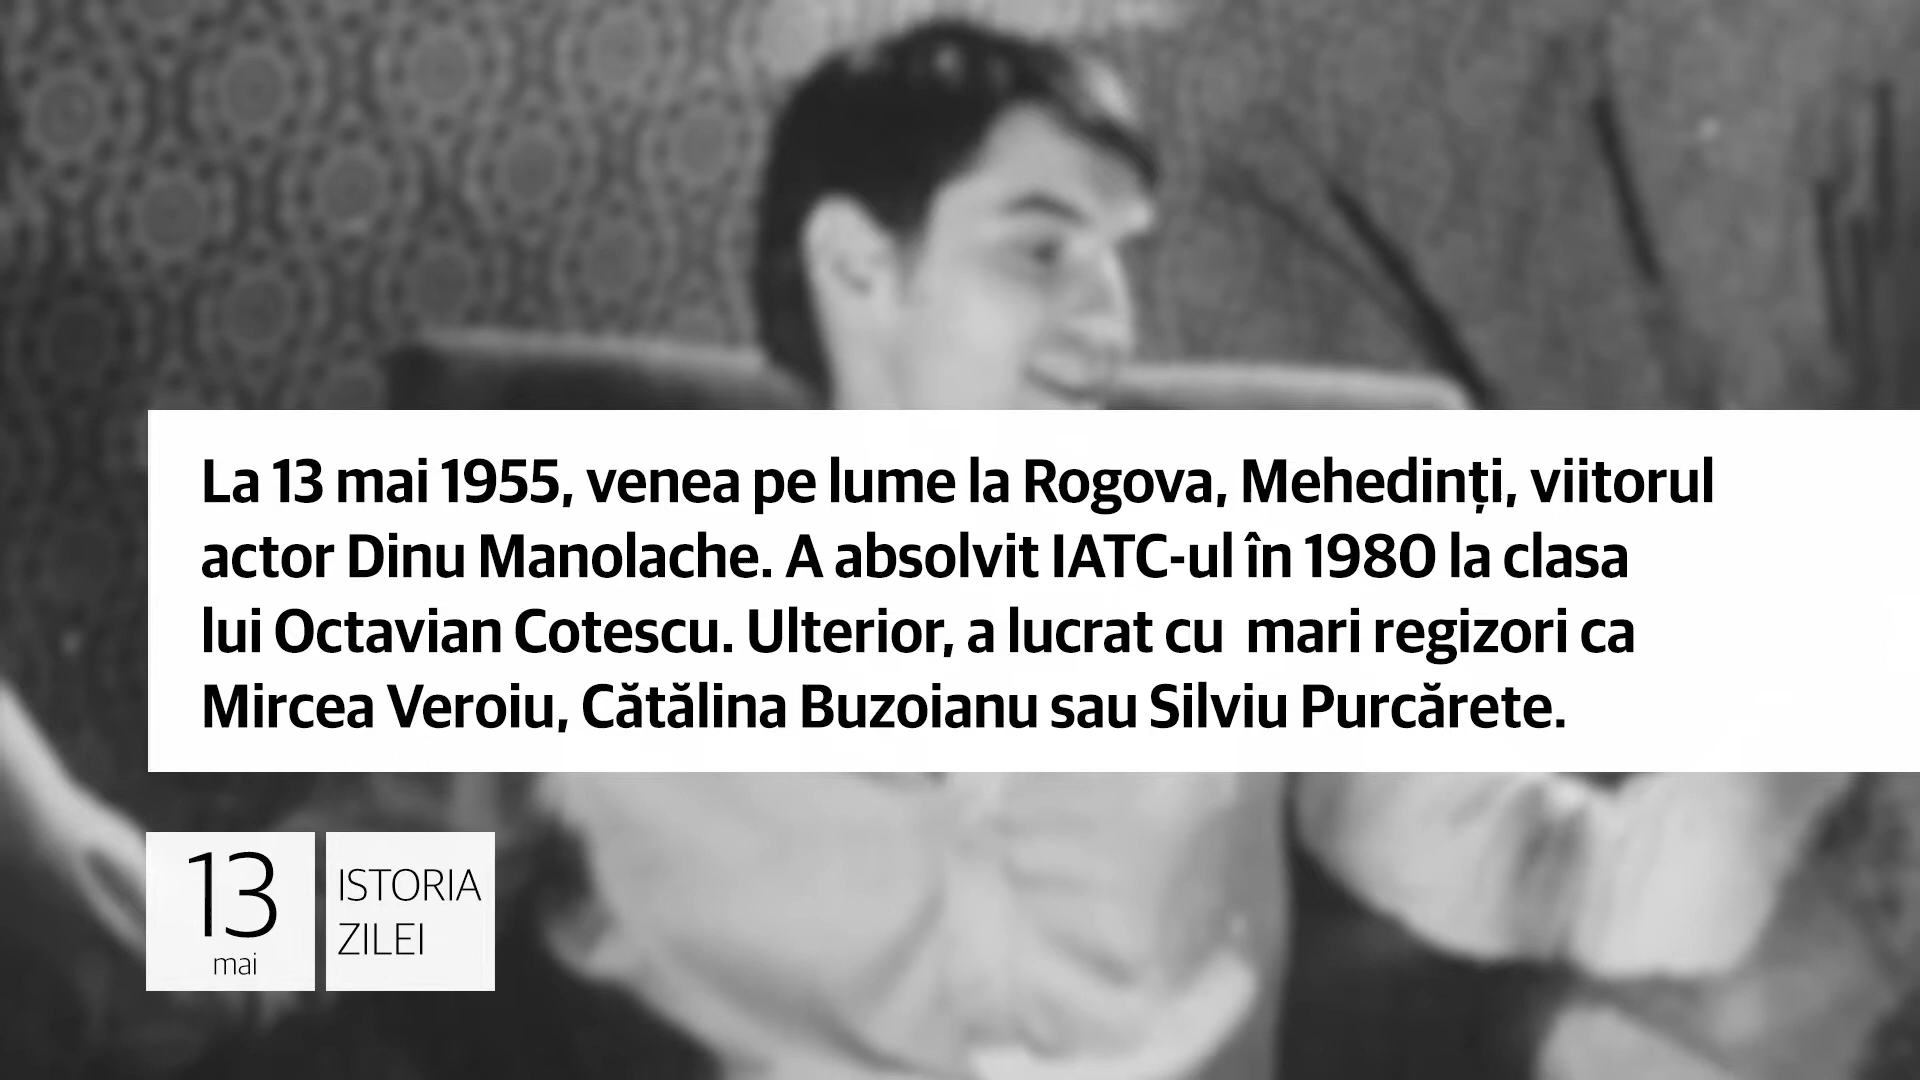 La 13 mai 1955, venea pe lume la Rogova, Mehedinți, viitorul
actor Dinu Manolache. A absolvit IATC-ul în 1980 la clasa
lui Octavian Cotescu. Ulterior, a lucrat cu  mari regizori ca
Mircea Veroiu, Cătălina Buzoianu sau Silviu Purcărete.
13
mai
ISTORIA
ZILEI